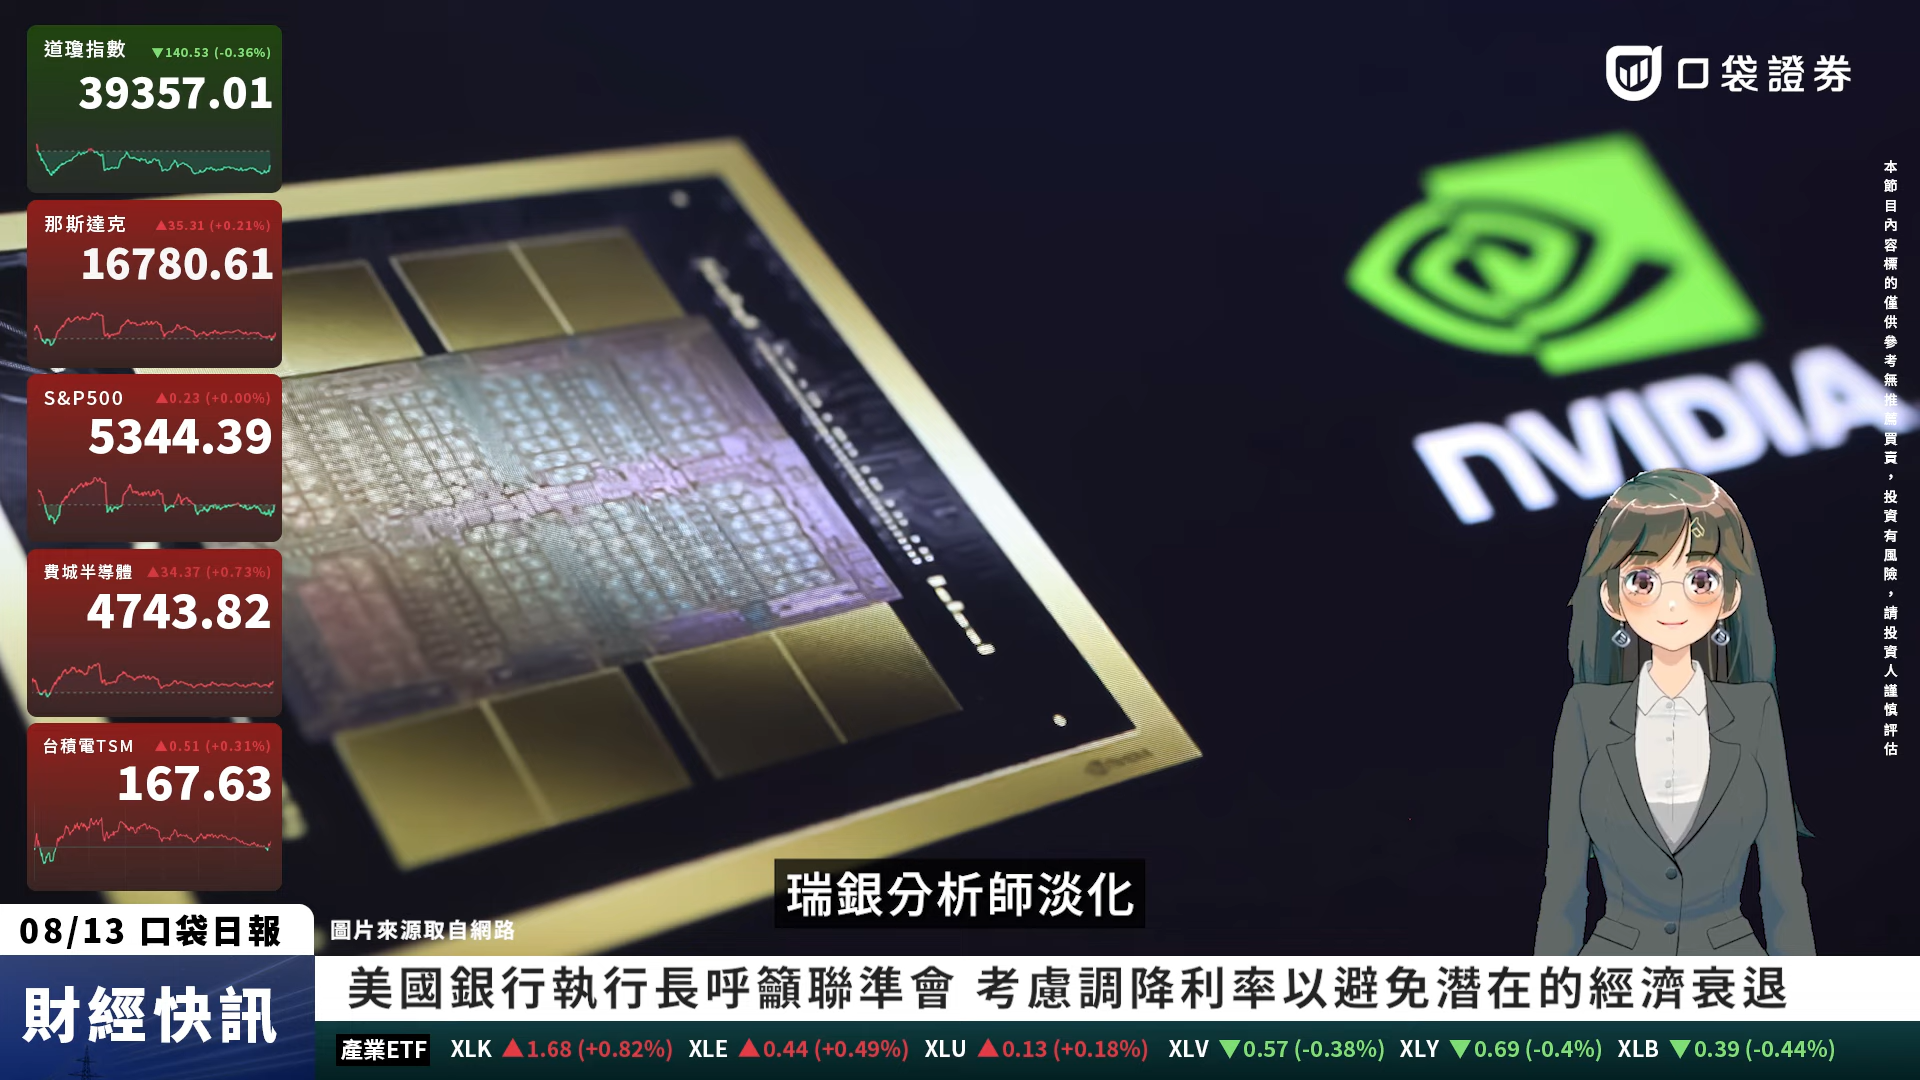 道瓊指數 ▼140.53 (-0.36%)
39357.01
那斯達克 ▲35.31 (+0.21%)
16780.61
S&P500 ▲0.23 (+0.00%)
5344.39
費城半導體 ▲34.37 (+0.73%)
4743.82
台積電TSM ▲0.51 (+0.31%)
167.63
口袋證券
本節目內容標的僅供參考無推薦買賣，投資有風險，請投資人謹慎評估
NVIDIA
瑞銀分析師淡化
圖片來源取自網路
08/13 口袋日報
財經快訊
美國銀行執行長呼籲聯準會 考慮調降利率以避免潛在的經濟衰退
產業ETF XLK ▲1.68 (+0.82%) XLE ▲0.44 (+0.49%) XLU ▲0.13 (+0.18%) XLV ▼0.57 (-0.38%) XLY ▼0.69 (-0.4%) XLB ▼0.39 (-0.44%)